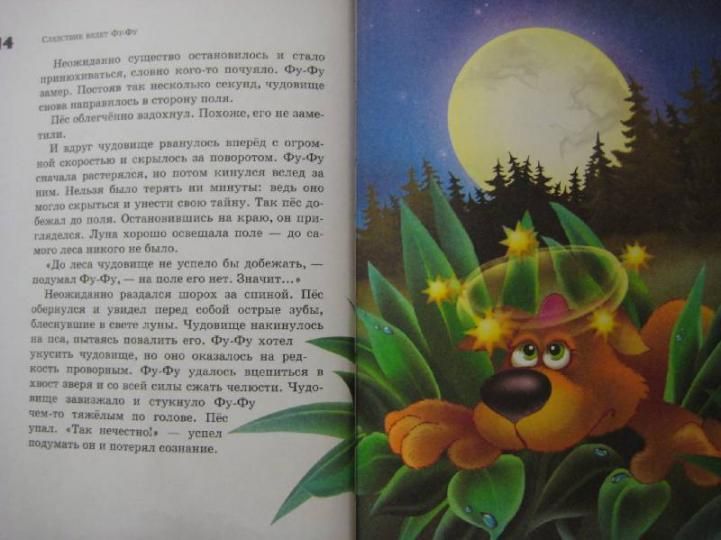 14
Следствие ведет Фу-Фу
Неожиданно существо остановилось и стало
принюхиваться, словно кого-то почуяло. Фу-Фу
замер. Постояв так несколько секунд, чудовище
снова направилось в сторону поля.
Пёс облегчённо вздохнул. Похоже, его не заме-
тили.
И вдруг чудовище рванулось вперёд с огром-
ной скоростью и скрылось за поворотом. Фу-Фу
сначала растерялся, но потом кинулся вслед за
ним. Нельзя было терять ни минуты: ведь оно
могло скрыться и унести свою тайну. Так пёс до-
бежал до поля. Остановившись на краю, он при-
гляделся. Луна хорошо освещала поле — до са-
мого леса никого не было.
«До леса чудовище не успело бы добежать, —
подумал Фу-Фу, — на поле его нет. Значит...»
Неожиданно раздался шорох за спиной. Пёс
обернулся и увидел перед собой острые зубы,
блеснувшие в свете луны. Чудовище накинулось
на пса, пытаясь повалить его. Фу-Фу хотел
укусить чудовище, но оно оказалось на ред-
кость проворным. Фу-Фу удалось вцепиться в
хвост зверя и со всей силы сжать челюсти. Чудо-
вище завизжало и стукнуло Фу-Фу
чем-то тяжёлым по голове. Пёс
упал. «Так нечестно!» — успел
подумать он и потерял сознание.